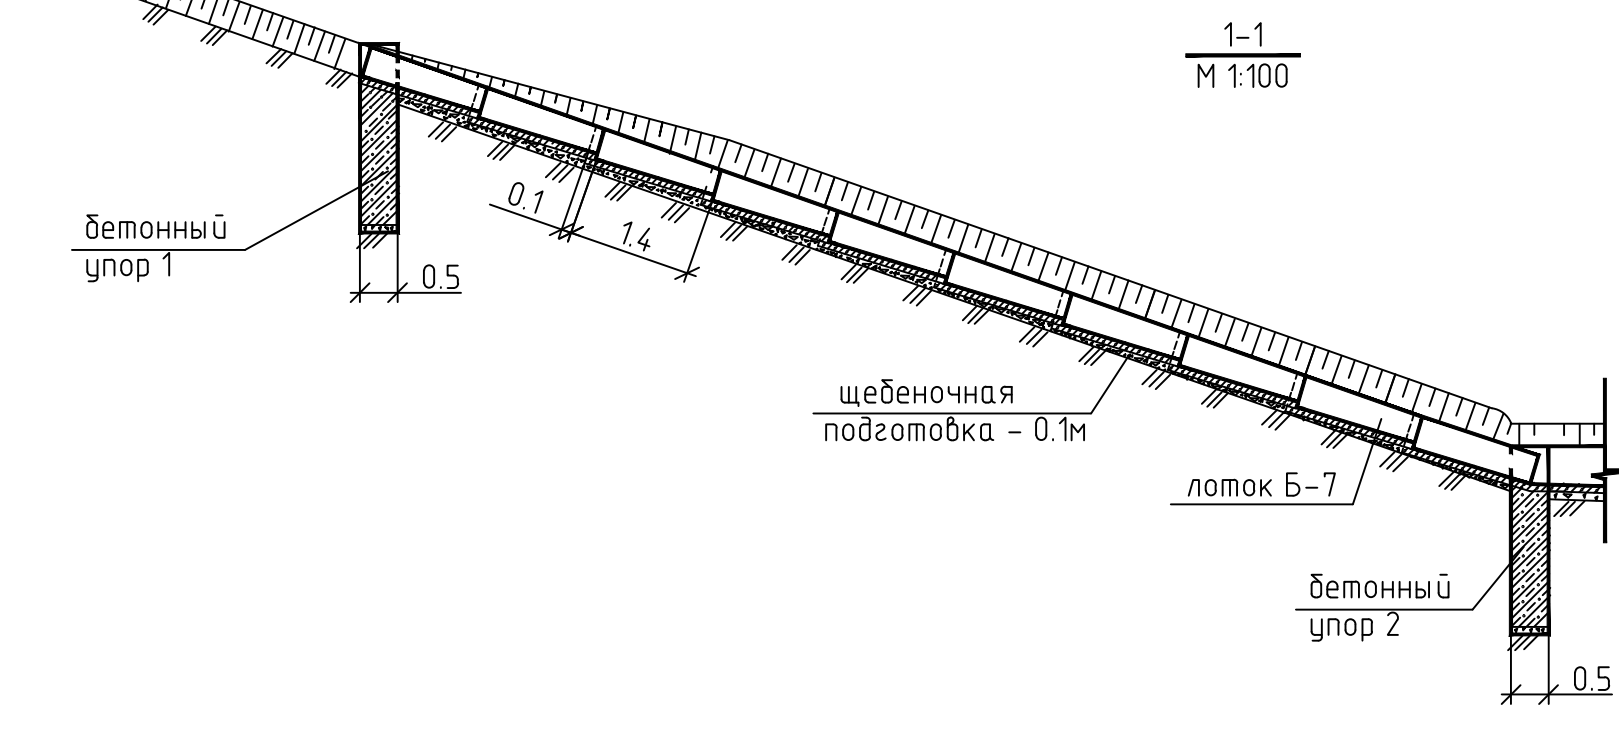 1-1
М 1:100
0.1
1.4
бетонный
упор 1
0.5
щебеночная
подготовка - 0.1м
лоток Б-7
бетонный
упор 2
0.5